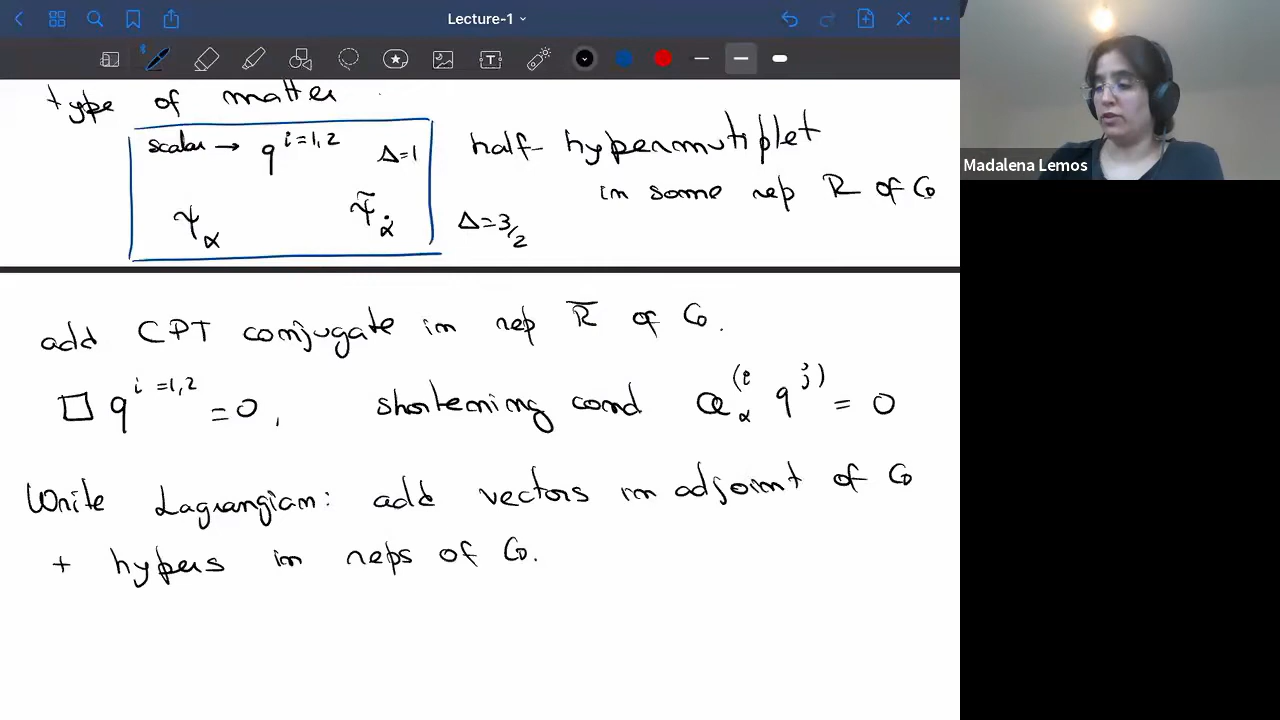 Lecture-1
Madalena Lemos
type of matter.
scalar → q^{i=1,2} Δ=1
half-hypermutiplet
in some rep R of G
ψ_α ψ̃_α̇ Δ=3/2
add CPT conjugate in rep R̄ of G.
□ q^{i=1,2} = 0, shortening cond Q_α^{(i} q^{j)} = 0
Write Lagrangian: add vectors in adjoint of G
+ hypers in reps of G.